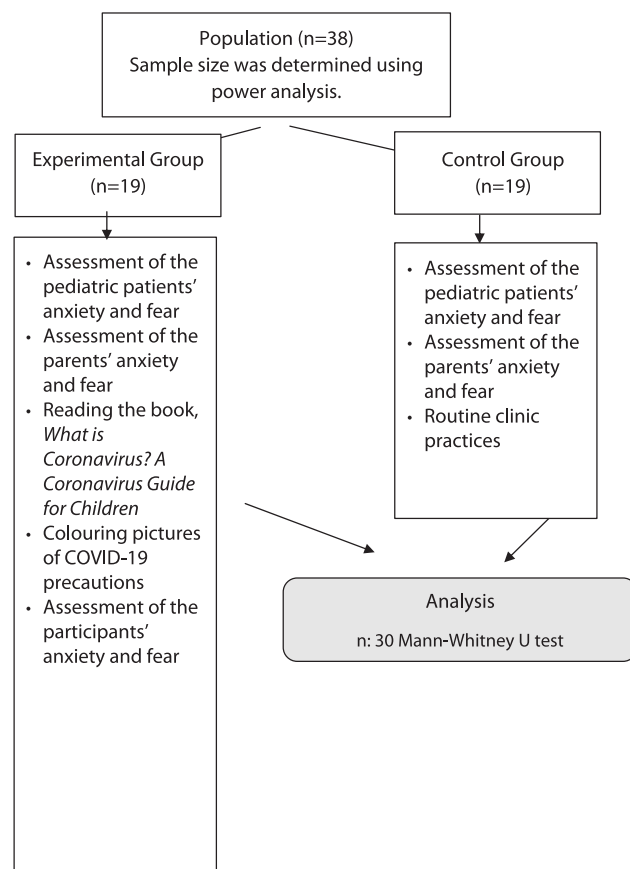 Population (n=38)
Sample size was determined using
power analysis.
Experimental Group
(n=19)
Control Group
(n=19)
• Assessment of the
pediatric patients'
anxiety and fear
• Assessment of the
parents' anxiety
and fear
• Reading the book,
What is
Coronavirus? A
Coronavirus Guide
for Children
• Colouring pictures
of COVID-19
precautions
• Assessment of the
participants'
anxiety and fear
• Assessment of the
pediatric patients'
anxiety and fear
• Assessment of the
parents' anxiety
and fear
• Routine clinic
practices
Analysis
n: 30 Mann-Whitney U test